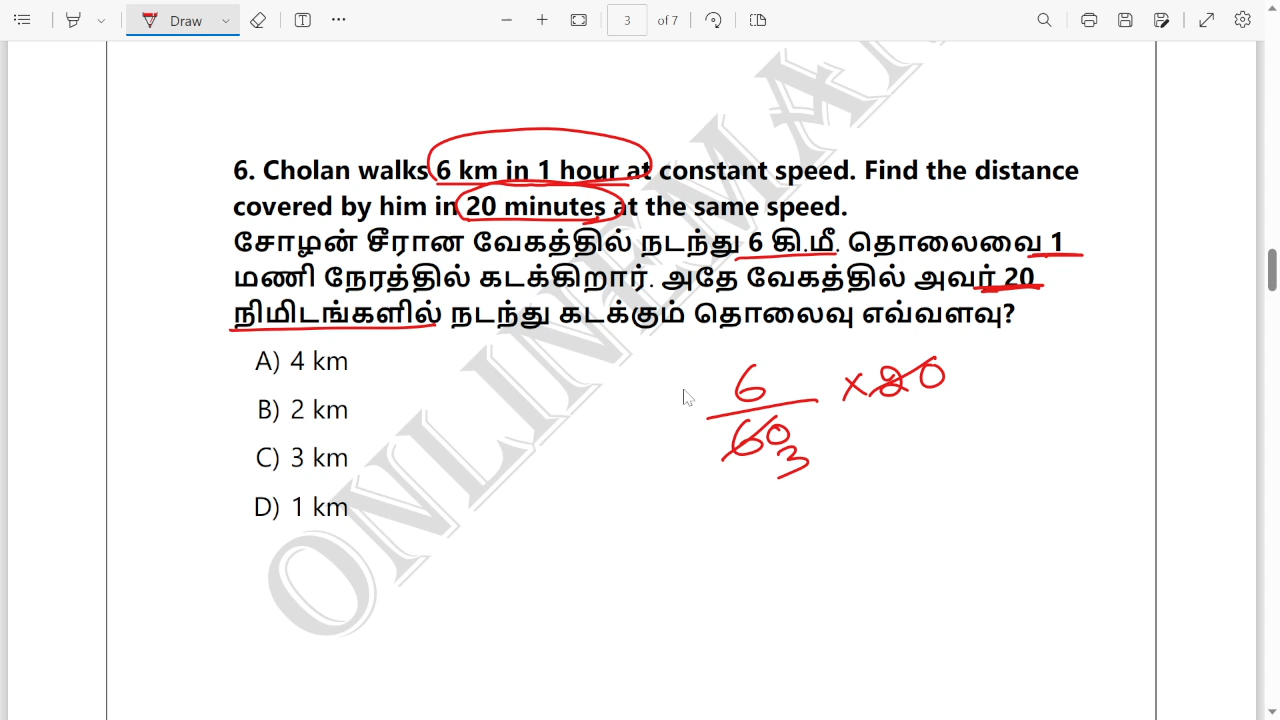 Draw
3 of 7
6. Cholan walks 6 km in 1 hour at constant speed. Find the distance
covered by him in 20 minutes at the same speed.
சோழன் சீரான வேகத்தில் நடந்து 6 கி.மீ. தொலைவை 1
மணி நேரத்தில் கடக்கிறார். அதே வேகத்தில் அவர் 20
நிமிடங்களில் நடந்து கடக்கும் தொலைவு எவ்வளவு?
A) 4 km
B) 2 km
C) 3 km
D) 1 km
6 × 20
60
3
ONLINEMA